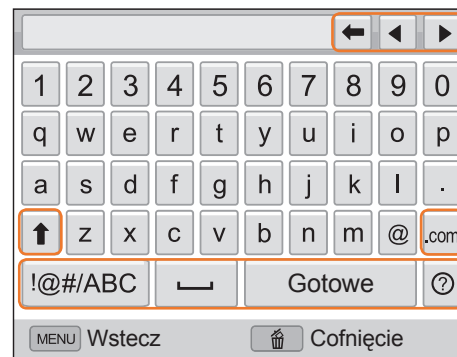 1 2 3 4 5 6 7 8 9 0
q w e r t y u i o p
a s d f g h j k l .
z x c v b n m @ .com
!@#/ABC Gotowe ?
MENU Wstecz Cofnięcie